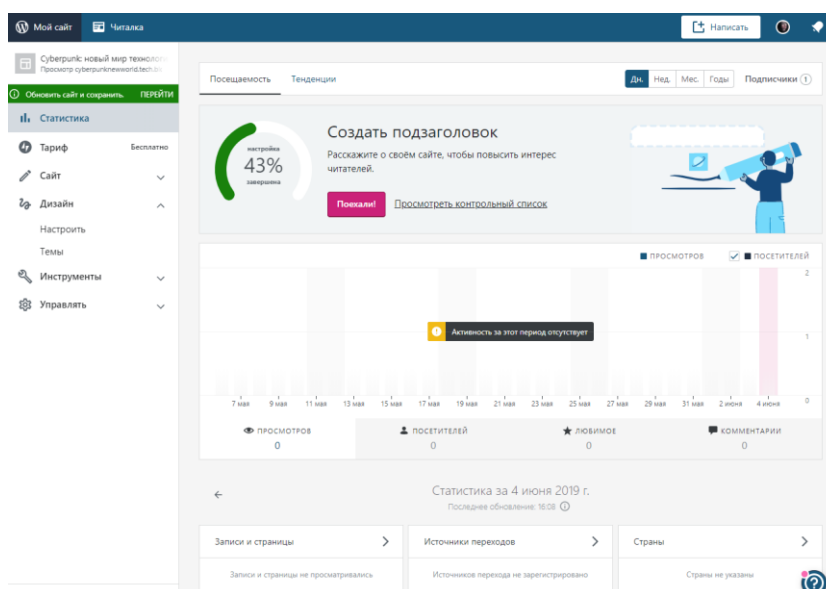 Мой сайт
Читалка
Написать
Cyberpunk: новый мир технолог
Просмотр cyberpunknewworld.tech.bl
Обновить сайт и сохранить. ПЕРЕЙТИ
Статистика
Тариф Бесплатно
Сайт
Дизайн
Настроить
Темы
Инструменты
Управлять
Посещаемость Тенденции
Дн. Нед. Мес. Годы Подписчики 1
настройка
43%
завершена
Создать подзаголовок
Расскажите о своём сайте, чтобы повысить интерес
читателей.
Поехали! Просмотреть контрольный список
ПРОСМОТРОВ ПОСЕТИТЕЛЕЙ
2
1
0
Активность за этот период отсутствует
7 мая 9 мая 11 мая 13 мая 15 мая 17 мая 19 мая 21 мая 23 мая 25 мая 27 мая 29 мая 31 мая 2 июня 4 июня
ПРОСМОТРОВ ПОСЕТИТЕЛЕЙ ЛЮБИМОЕ КОММЕНТАРИИ
0 0 0 0
Статистика за 4 июня 2019 г.
Последнее обновление: 16:08
Записи и страницы Источники переходов Страны
Записи и страницы не просматривались Источников перехода не зарегистрировано Страны не указаны